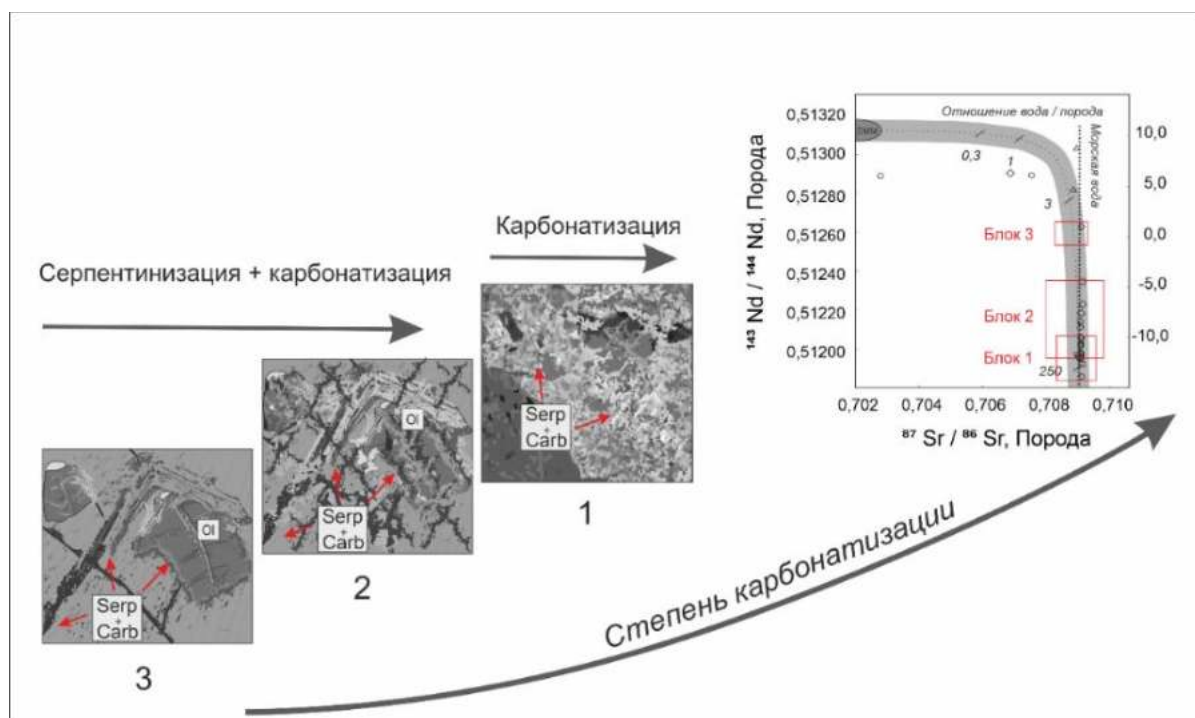 Серпентинизация + карбонатизация
Карбонатизация
Ol
Serp
+
Carb
3
Ol
Serp
+
Carb
2
Serp
+
Carb
1
Степень карбонатизации
Отношение вода / порода
Морская вода
0,3
1
3
250
Блок 3
Блок 2
Блок 1
¹⁴³ Nd / ¹⁴⁴ Nd, Порода
0,51320
0,51300
0,51280
0,51260
0,51240
0,51220
0,51200
10,0
5,0
0,0
-5,0
-10,0
0,702
0,704
0,706
0,708
0,710
⁸⁷ Sr / ⁸⁶ Sr, Порода